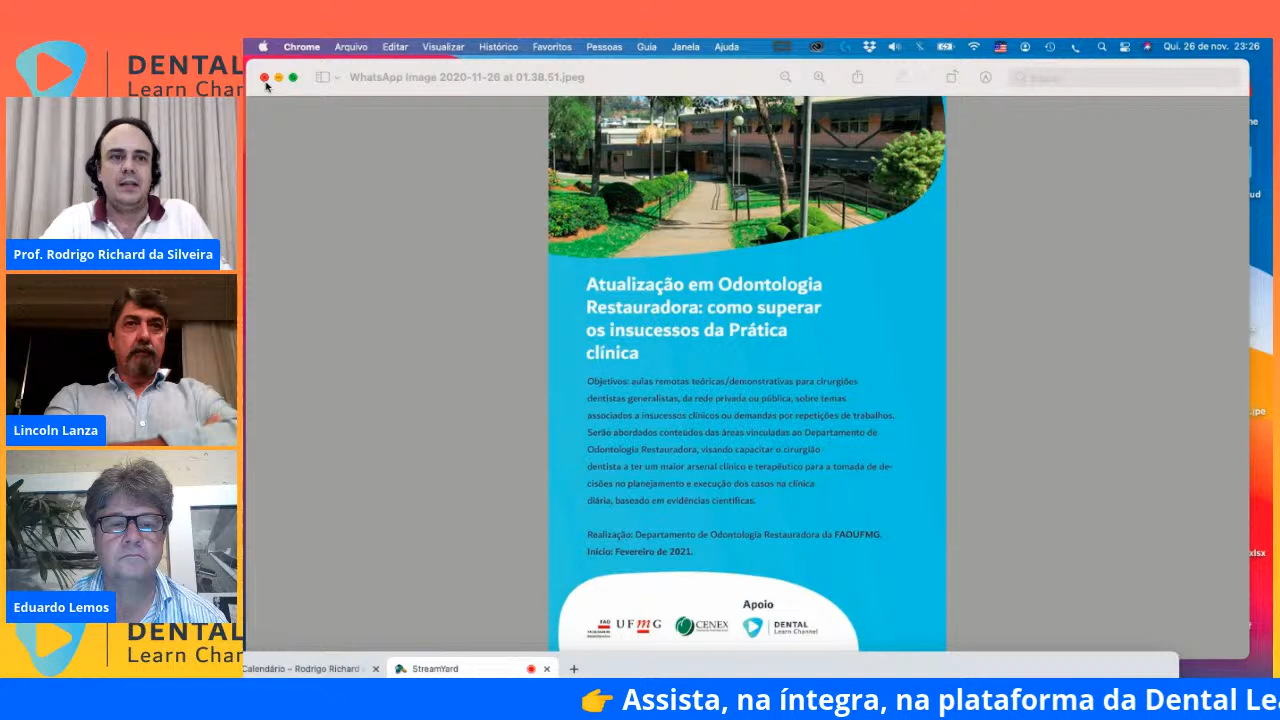 Chrome Arquivo Editar Visualizar Histórico Favoritos Pessoas Guia Janela Ajuda Qui. 26 de nov. 23:26
WhatsApp Image 2020-11-26 at 01.38.51.jpeg
DENTAL
Learn Chan
Prof. Rodrigo Richard da Silveira
Lincoln Lanza
Eduardo Lemos
DENTAL
Learn Char
Atualização em Odontologia
Restauradora: como superar
os insucessos da Prática
clínica
Objetivos: aulas remotas teóricas/demonstrativas para cirurgiões
dentistas generalistas, da rede privada ou pública, sobre temas
associados a insucessos clínicos ou demandas por repetições de trabalhos.
Serão abordados conteúdos das áreas vinculadas ao Departamento de
Odontologia Restauradora, visando capacitar o cirurgião
dentista a ter um maior arsenal clínico e terapêutico para a tomada de de-
cisões no planejamento e execução dos casos na clínica
diária, baseado em evidências científicas.
Realização: Departamento de Odontologia Restauradora da FAOUFMG.
Início: Fevereiro de 2021.
Apoio
FAO
UFMG
CENEX
DENTAL
Learn Channel
ud
.jpe
xlsx
Calendário – Rodrigo Richard
StreamYard
👉 Assista, na íntegra, na plataforma da Dental Le